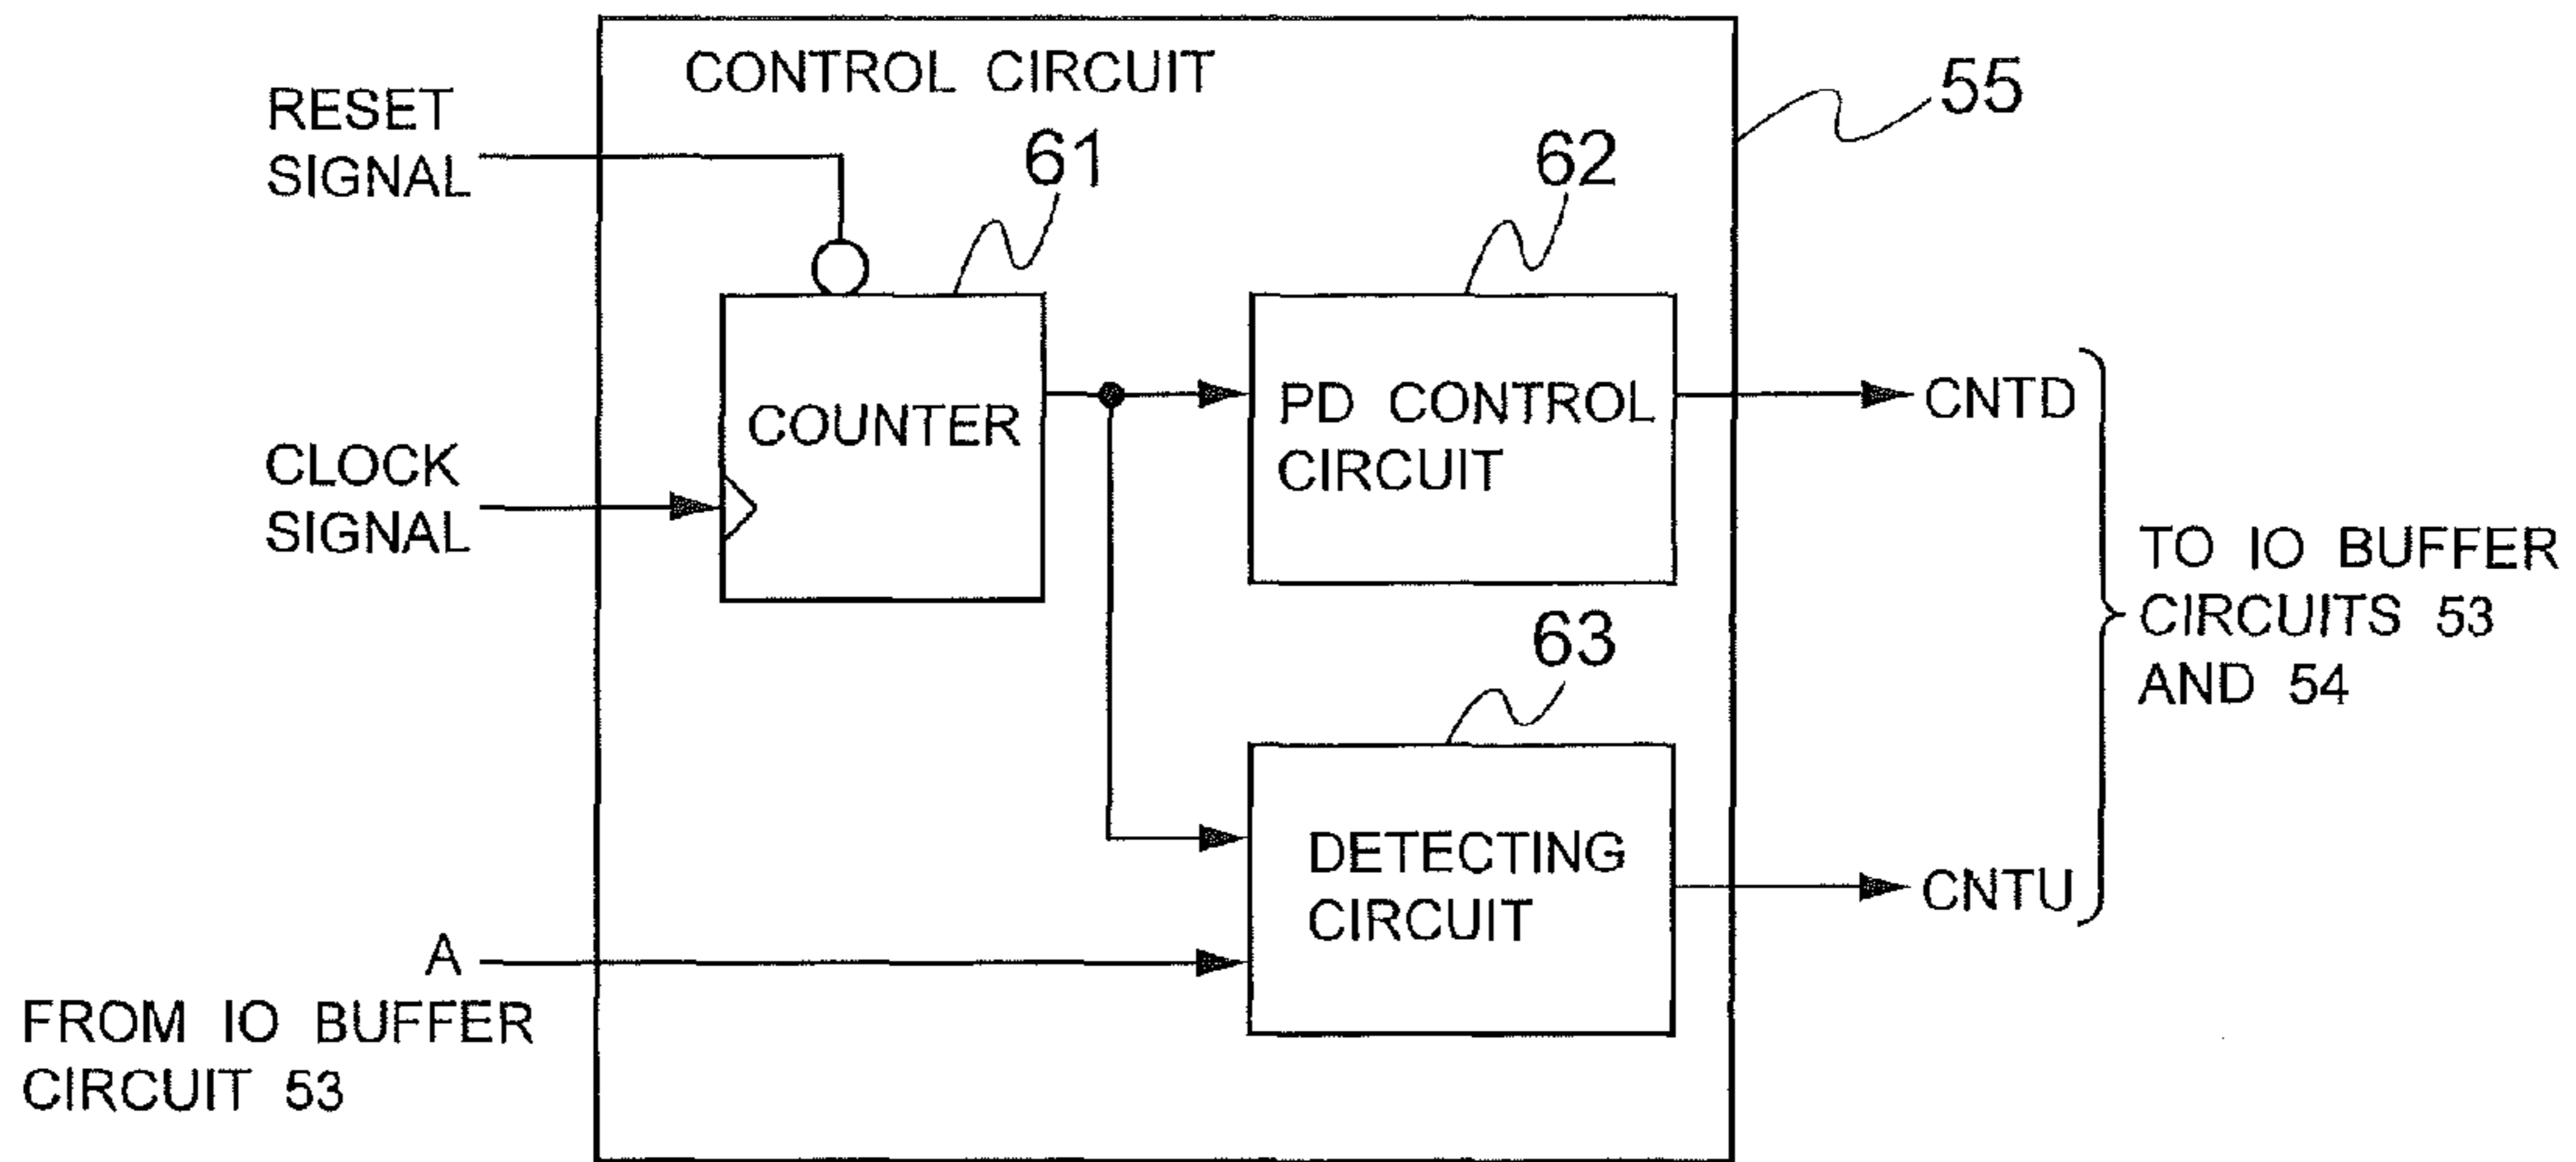 CONTROL CIRCUIT
55
RESET
SIGNAL
61
62
COUNTER
PD CONTROL
CIRCUIT
CNTD
CLOCK
SIGNAL
TO IO BUFFER
CIRCUITS 53
AND 54
63
DETECTING
CIRCUIT
CNTU
A
FROM IO BUFFER
CIRCUIT 53